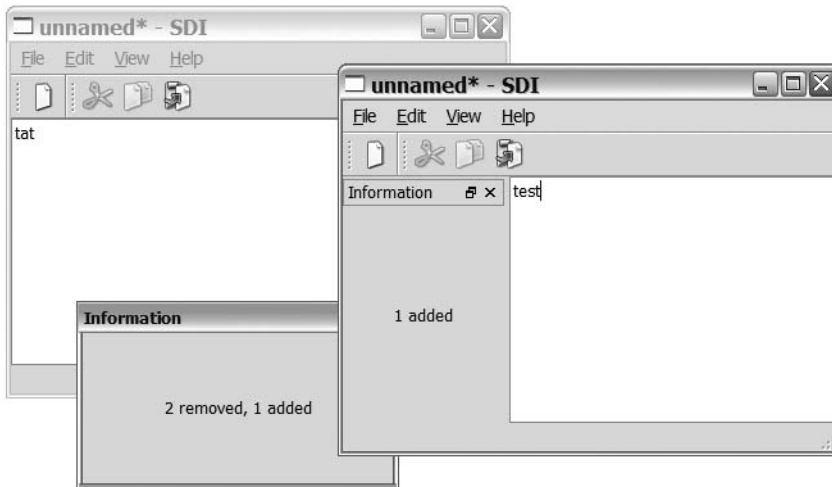 unnamed* - SDI
File Edit View Help
tat
Information
2 removed, 1 added
unnamed* - SDI
File Edit View Help
Information
test
1 added